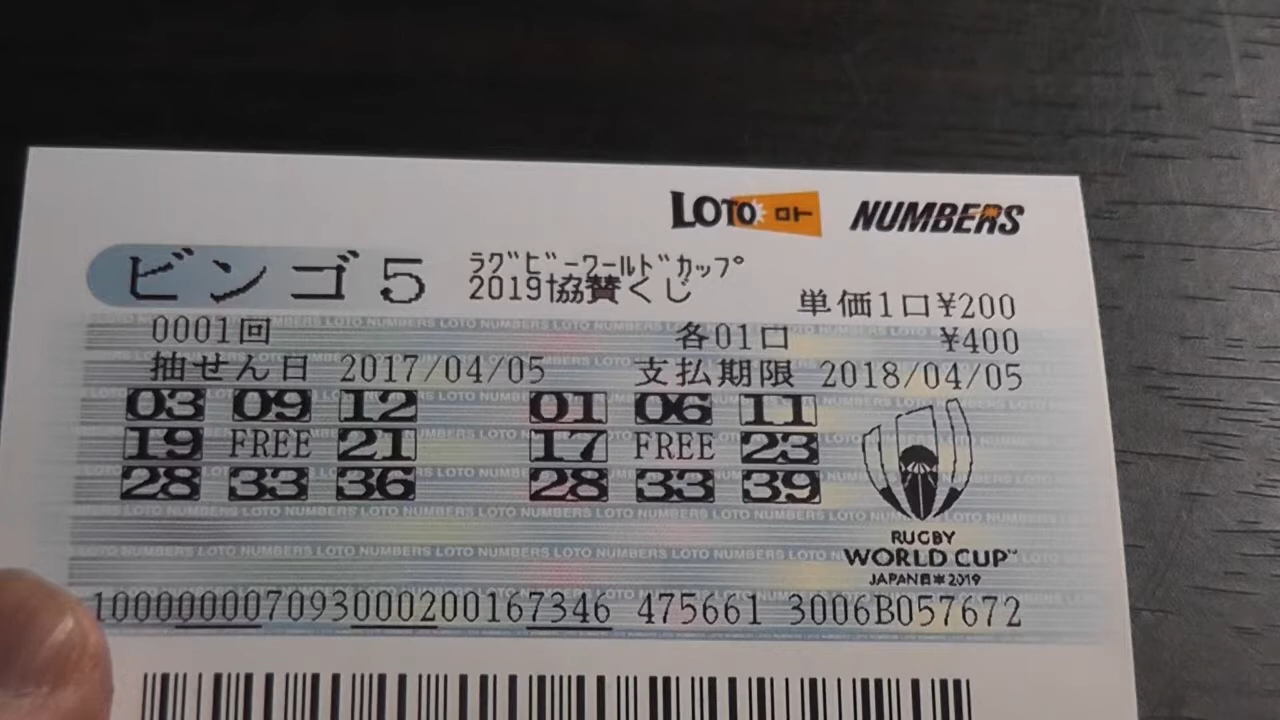 LOTO ロト NUMBERS
ビンゴ5
ラグビーワールドカップ
2019協賛くじ
単価1口¥200
0001回 各01口 ¥400
抽せん日 2017/04/05 支払期限 2018/04/05
03 09 12 01 06 11
19 FREE 21 17 FREE 23
28 33 36 28 33 39
RUGBY
WORLD CUP™
JAPAN日本2019
10000000070930002001673​46 475661 3006B057672